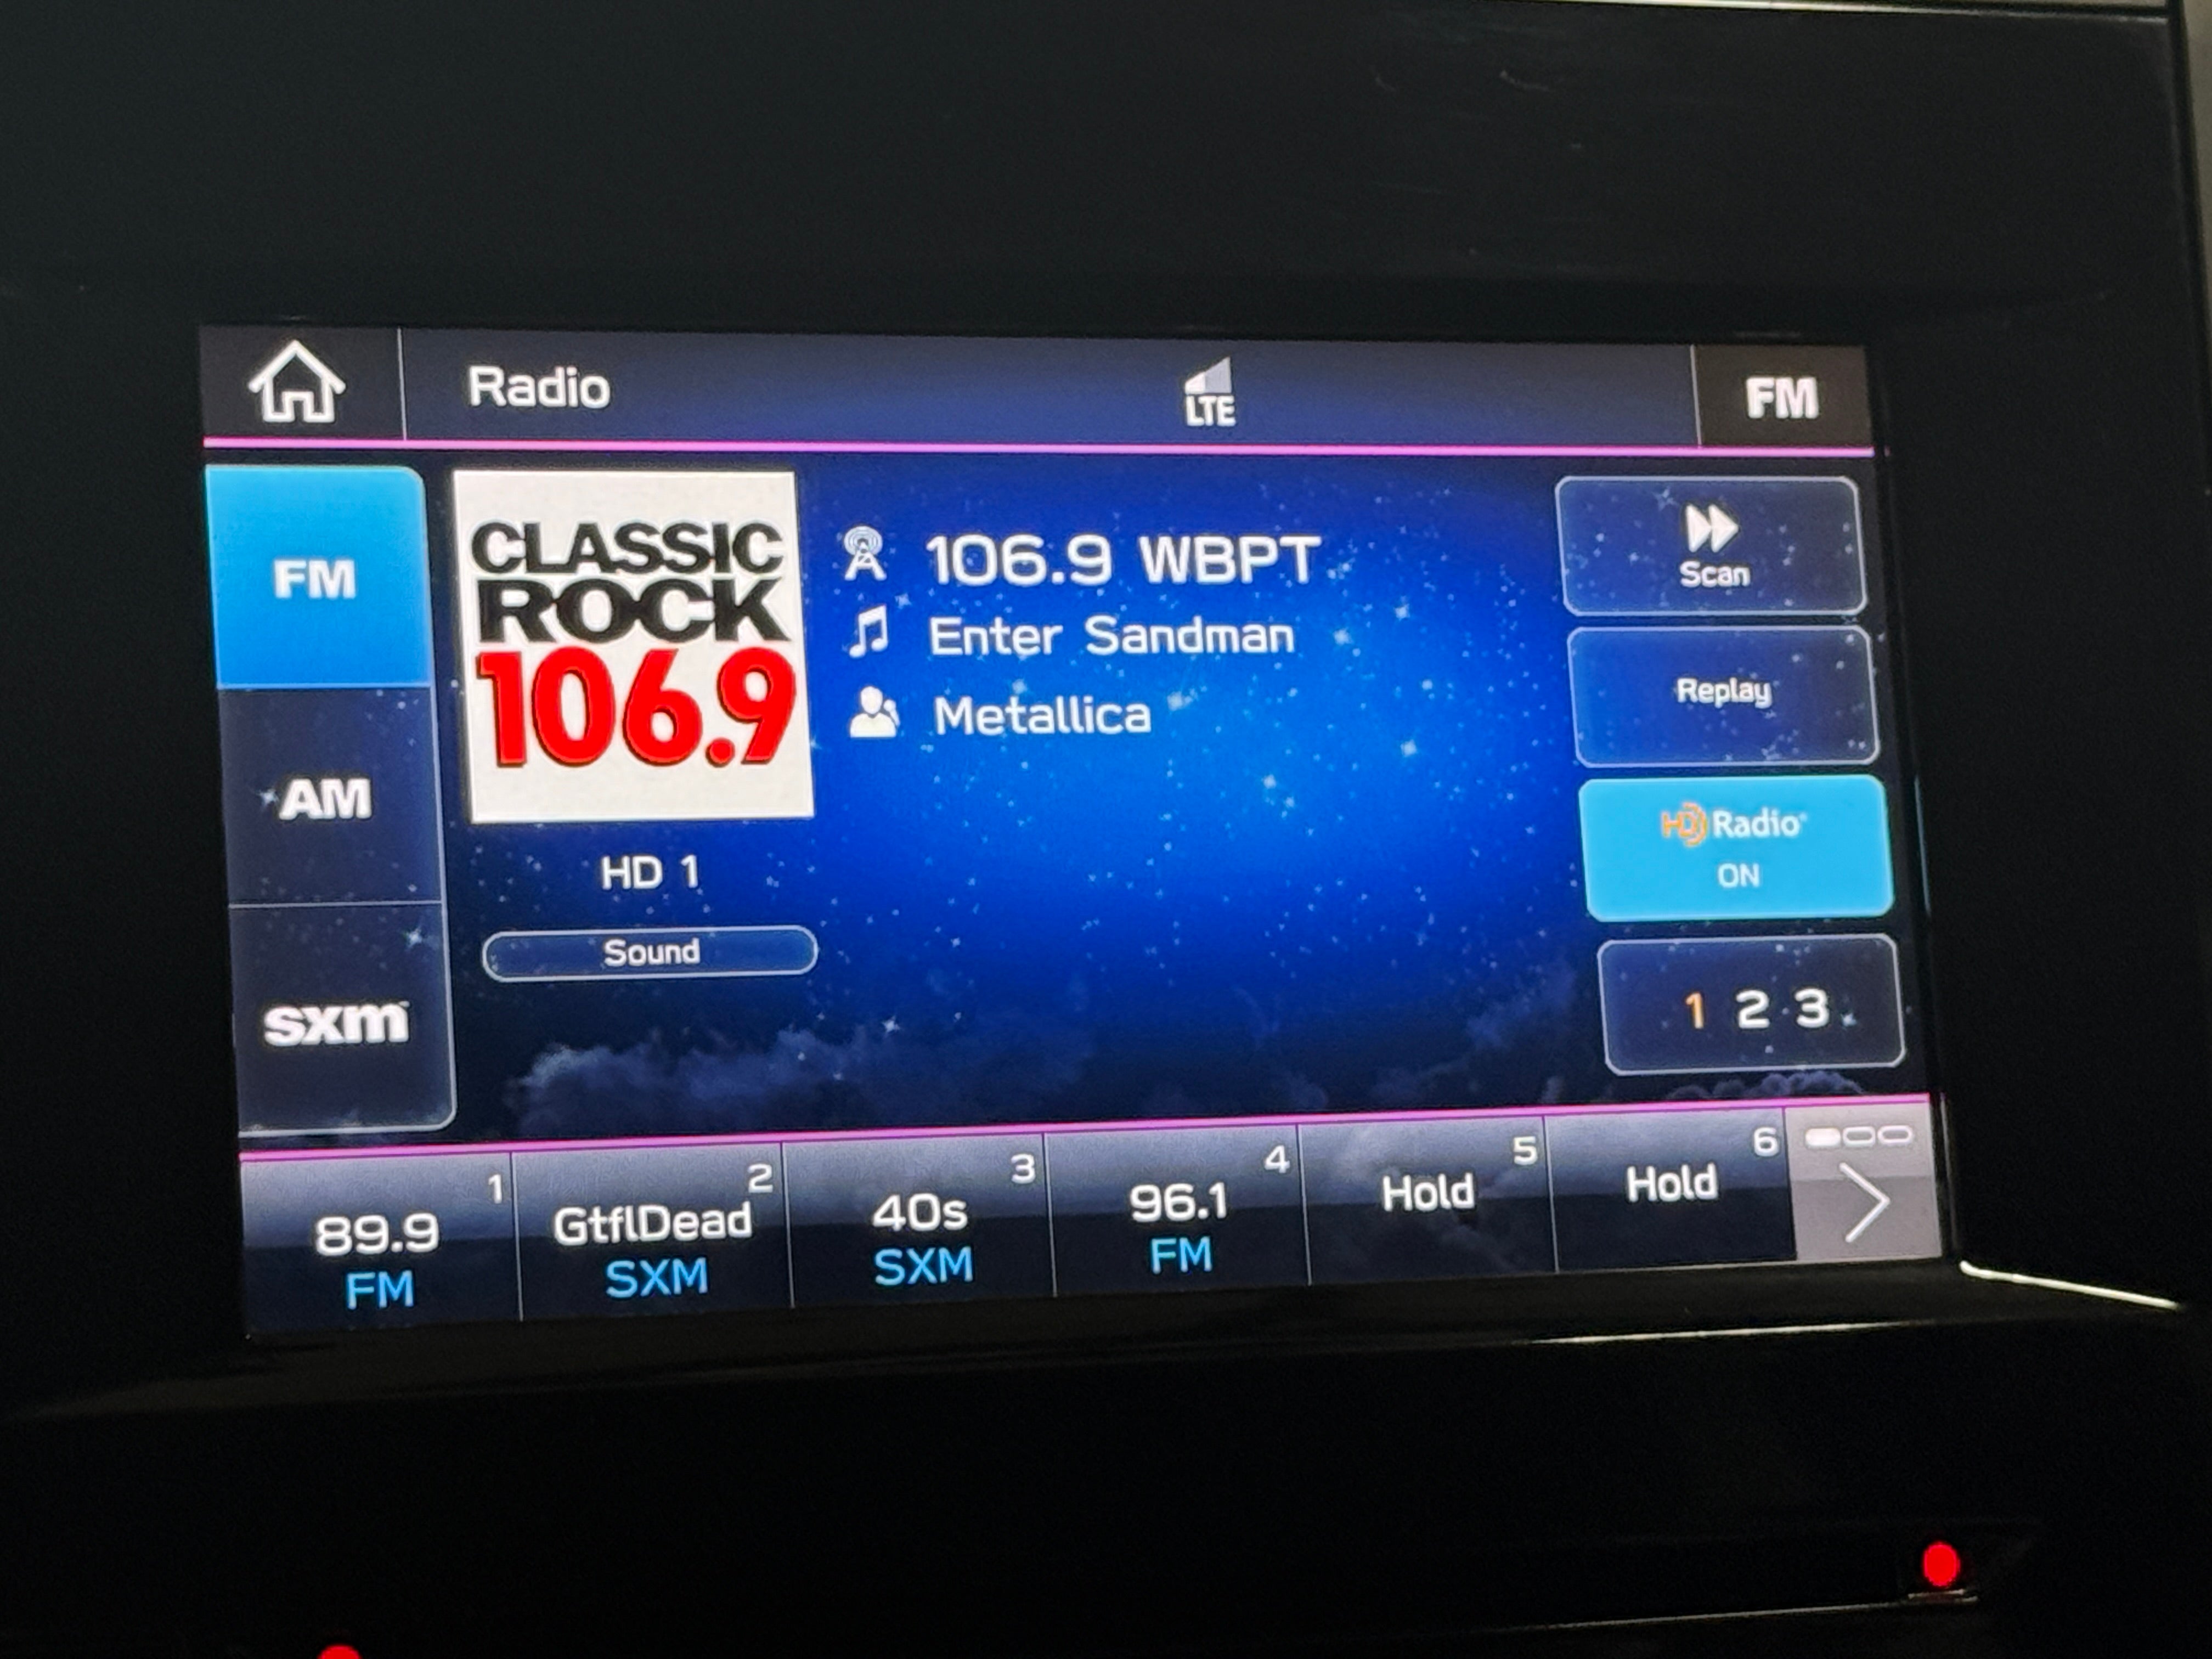 Radio
LTE
FM
FM
AM
sxm
CLASSIC
ROCK
106.9
HD 1
Sound
106.9 WBPT
Enter Sandman
Metallica
Scan
Replay
HD Radio
ON
1 2 3
1
89.9
FM
2
GtflDead
SXM
3
40s
SXM
4
96.1
FM
5
Hold
6
Hold